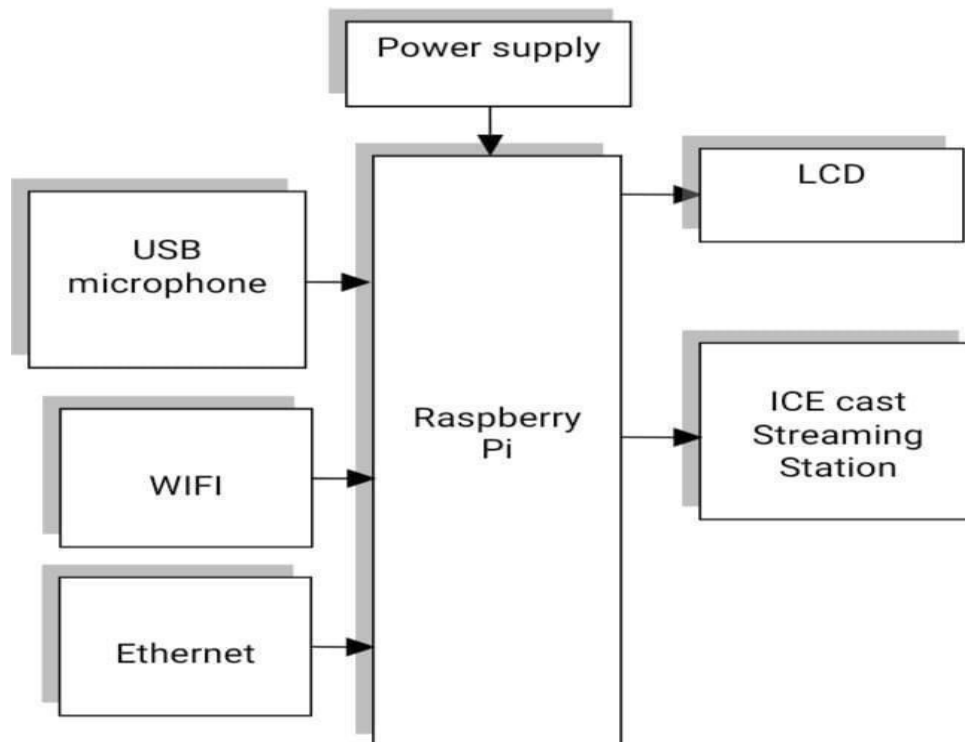 Power supply
LCD
USB
microphone
ICE cast
Streaming
Station
Raspberry
Pi
WIFI
Ethernet